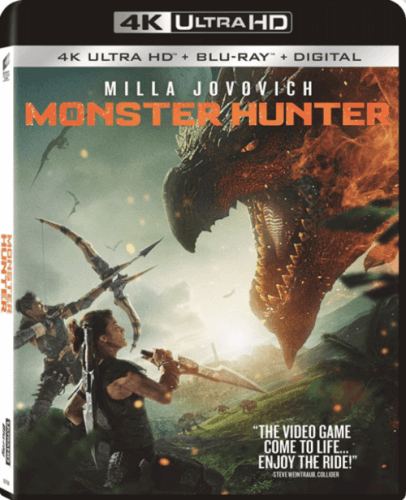 4K ULTRA HD
4K ULTRA HD™ + BLU-RAY™ + DIGITAL
MILLA JOVOVICH
MONSTER HUNTER
MONSTER
HUNTER
"THE VIDEO GAME
COME TO LIFE...
ENJOY THE RIDE!"
-STEVE WEINTRAUB, COLLIDER